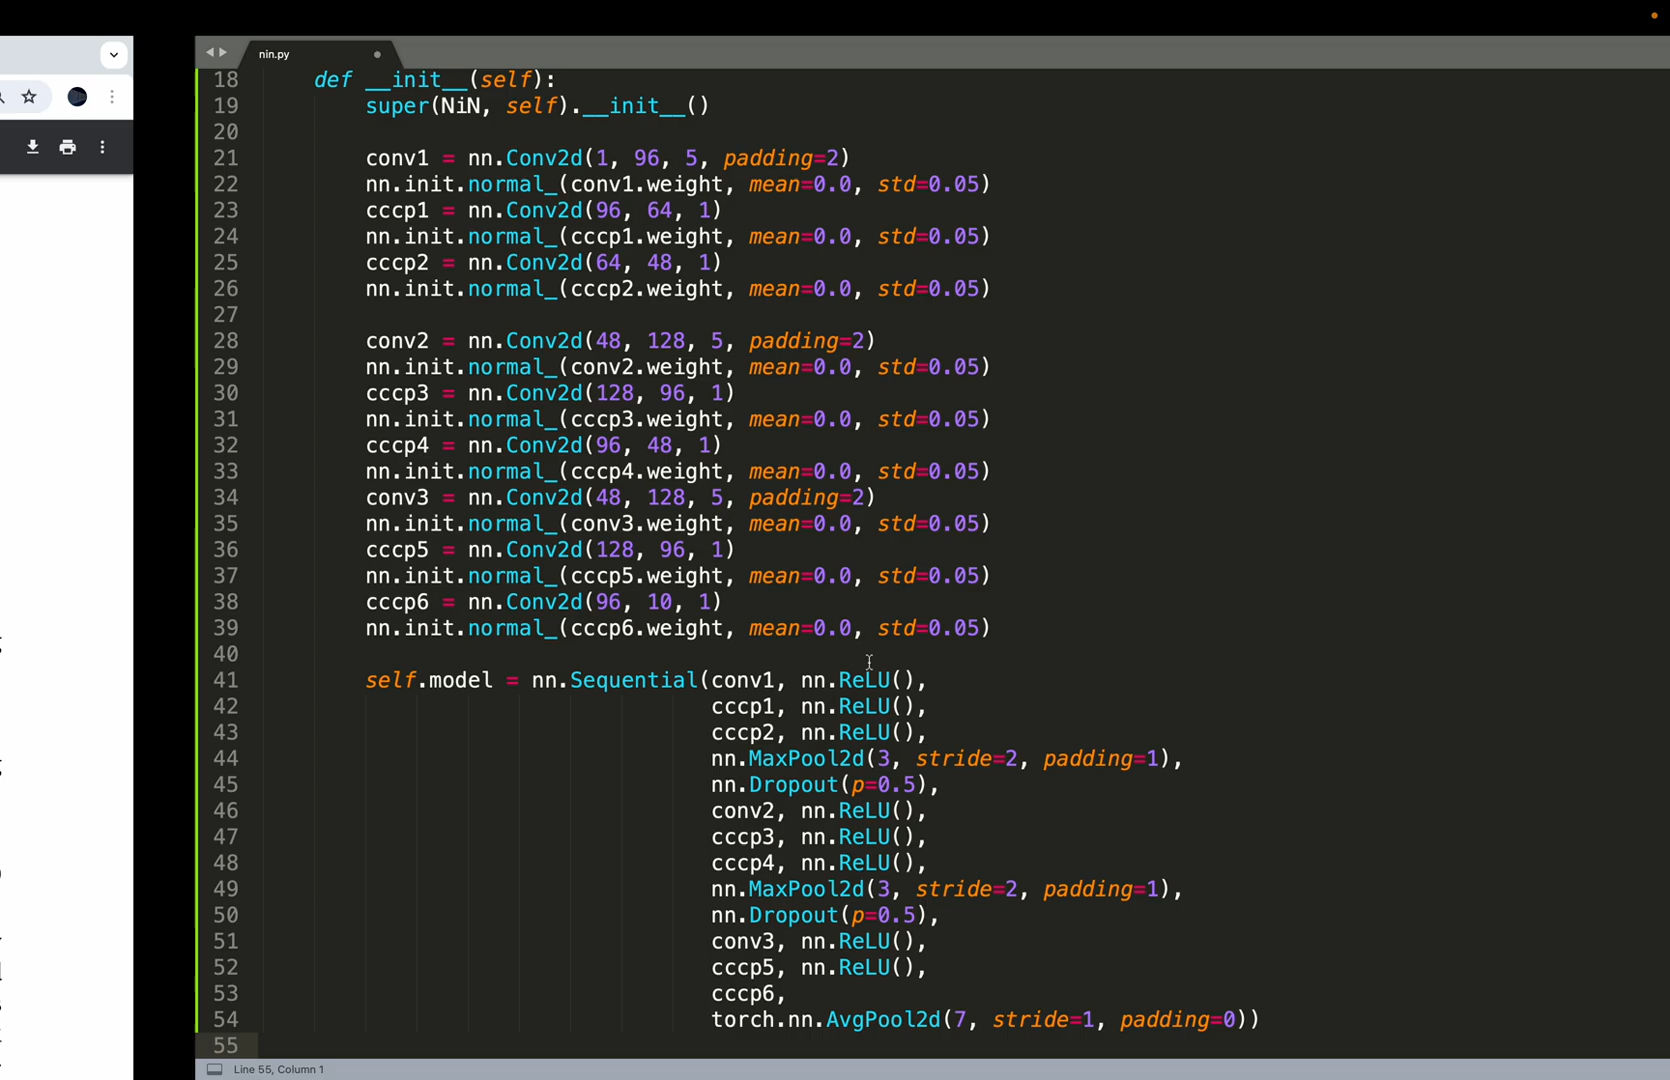 nin.py
18 def __init__(self):
19 super(NiN, self).__init__()
20
21 conv1 = nn.Conv2d(1, 96, 5, padding=2)
22 nn.init.normal_(conv1.weight, mean=0.0, std=0.05)
23 cccp1 = nn.Conv2d(96, 64, 1)
24 nn.init.normal_(cccp1.weight, mean=0.0, std=0.05)
25 cccp2 = nn.Conv2d(64, 48, 1)
26 nn.init.normal_(cccp2.weight, mean=0.0, std=0.05)
27
28 conv2 = nn.Conv2d(48, 128, 5, padding=2)
29 nn.init.normal_(conv2.weight, mean=0.0, std=0.05)
30 cccp3 = nn.Conv2d(128, 96, 1)
31 nn.init.normal_(cccp3.weight, mean=0.0, std=0.05)
32 cccp4 = nn.Conv2d(96, 48, 1)
33 nn.init.normal_(cccp4.weight, mean=0.0, std=0.05)
34 conv3 = nn.Conv2d(48, 128, 5, padding=2)
35 nn.init.normal_(conv3.weight, mean=0.0, std=0.05)
36 cccp5 = nn.Conv2d(128, 96, 1)
37 nn.init.normal_(cccp5.weight, mean=0.0, std=0.05)
38 cccp6 = nn.Conv2d(96, 10, 1)
39 nn.init.normal_(cccp6.weight, mean=0.0, std=0.05)
40
41 self.model = nn.Sequential(conv1, nn.ReLU(),
42 cccp1, nn.ReLU(),
43 cccp2, nn.ReLU(),
44 nn.MaxPool2d(3, stride=2, padding=1),
45 nn.Dropout(p=0.5),
46 conv2, nn.ReLU(),
47 cccp3, nn.ReLU(),
48 cccp4, nn.ReLU(),
49 nn.MaxPool2d(3, stride=2, padding=1),
50 nn.Dropout(p=0.5),
51 conv3, nn.ReLU(),
52 cccp5, nn.ReLU(),
53 cccp6,
54 torch.nn.AvgPool2d(7, stride=1, padding=0))
55
Line 55, Column 1